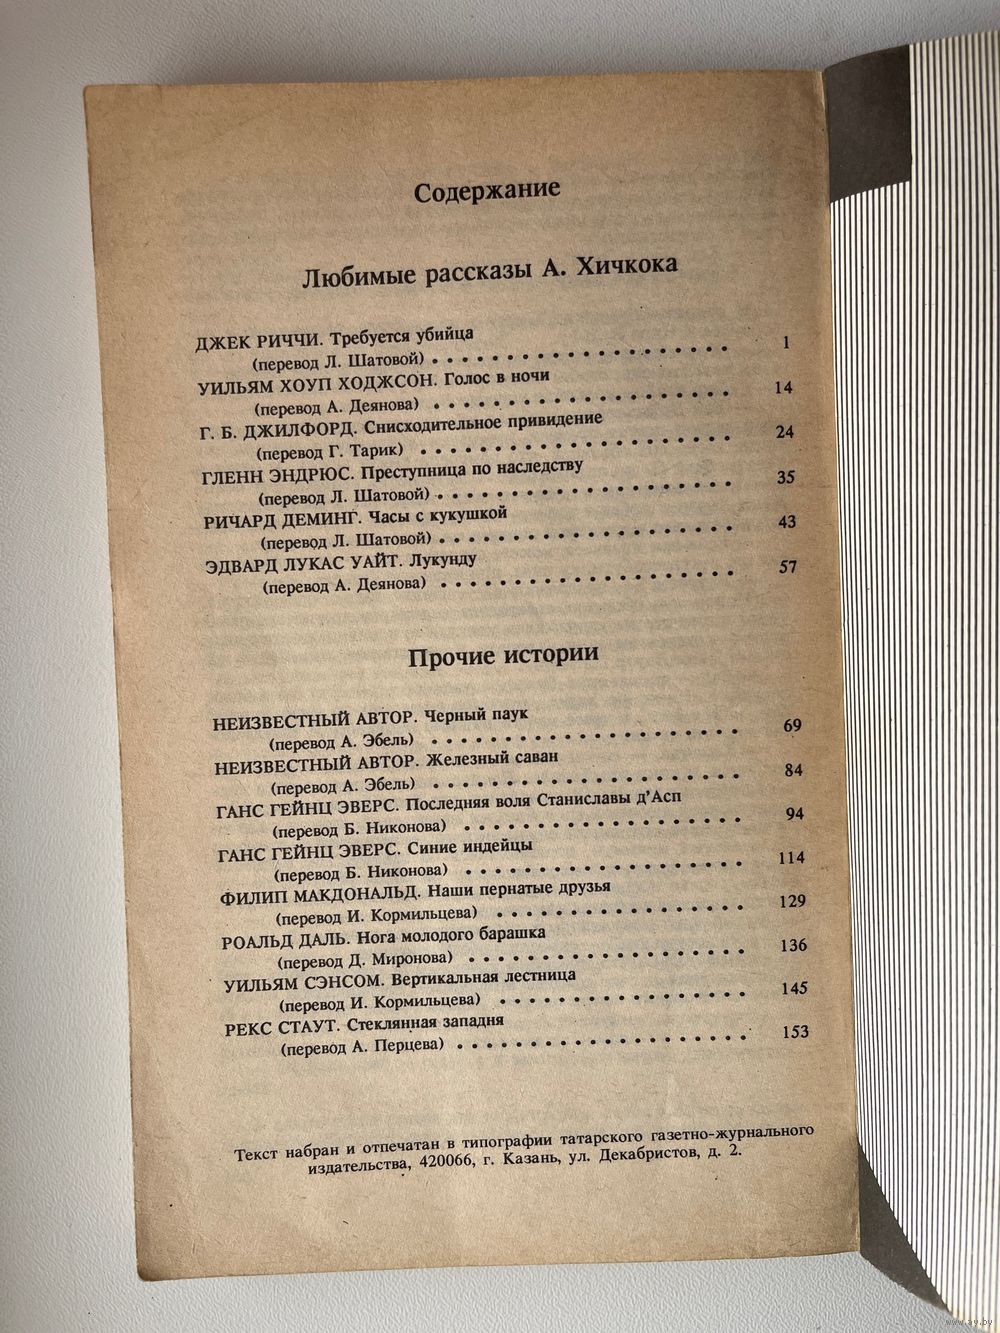 Содержание
Любимые рассказы А. Хичкока
ДЖЕК РИЧЧИ. Требуется убийца
(перевод Л. Шатовой) . . . . . . . . . . . . . . . . . . . . 1
УИЛЬЯМ ХОУП ХОДЖСОН. Голос в ночи
(перевод А. Деянова) . . . . . . . . . . . . . . . . . . . . 14
Г. Б. ДЖИЛФОРД. Снисходительное привидение
(перевод Г. Тарик) . . . . . . . . . . . . . . . . . . . . 24
ГЛЕНН ЭНДРЮС. Преступница по наследству
(перевод Л. Шатовой) . . . . . . . . . . . . . . . . . . . . 35
РИЧАРД ДЕМИНГ. Часы с кукушкой
(перевод Л. Шатовой) . . . . . . . . . . . . . . . . . . . . 43
ЭДВАРД ЛУКАС УАЙТ. Лукунду
(перевод А. Деянова) . . . . . . . . . . . . . . . . . . . . 57
Прочие истории
НЕИЗВЕСТНЫЙ АВТОР. Черный паук
(перевод А. Эбель) . . . . . . . . . . . . . . . . . . . . 69
НЕИЗВЕСТНЫЙ АВТОР. Железный саван
(перевод А. Эбель) . . . . . . . . . . . . . . . . . . . . 84
ГАНС ГЕЙНЦ ЭВЕРС. Последняя воля Станиславы д'Асп
(перевод Б. Никонова) . . . . . . . . . . . . . . . . . . 94
ГАНС ГЕЙНЦ ЭВЕРС. Синие индейцы
(перевод Б. Никонова) . . . . . . . . . . . . . . . . . . 114
ФИЛИП МАКДОНАЛЬД. Наши пернатые друзья
(перевод И. Кормильцева) . . . . . . . . . . . . . . . . 129
РОАЛЬД ДАЛЬ. Нога молодого барашка
(перевод Д. Миронова) . . . . . . . . . . . . . . . . . . 136
УИЛЬЯМ СЭНСОМ. Вертикальная лестница
(перевод И. Кормильцева) . . . . . . . . . . . . . . . . 145
РЕКС СТАУТ. Стеклянная западня
(перевод А. Перцева) . . . . . . . . . . . . . . . . . . . 153
Текст набран и отпечатан в типографии татарского газетно-журнального
издательства, 420066, г. Казань, ул. Декабристов, д. 2.
www.ay.by